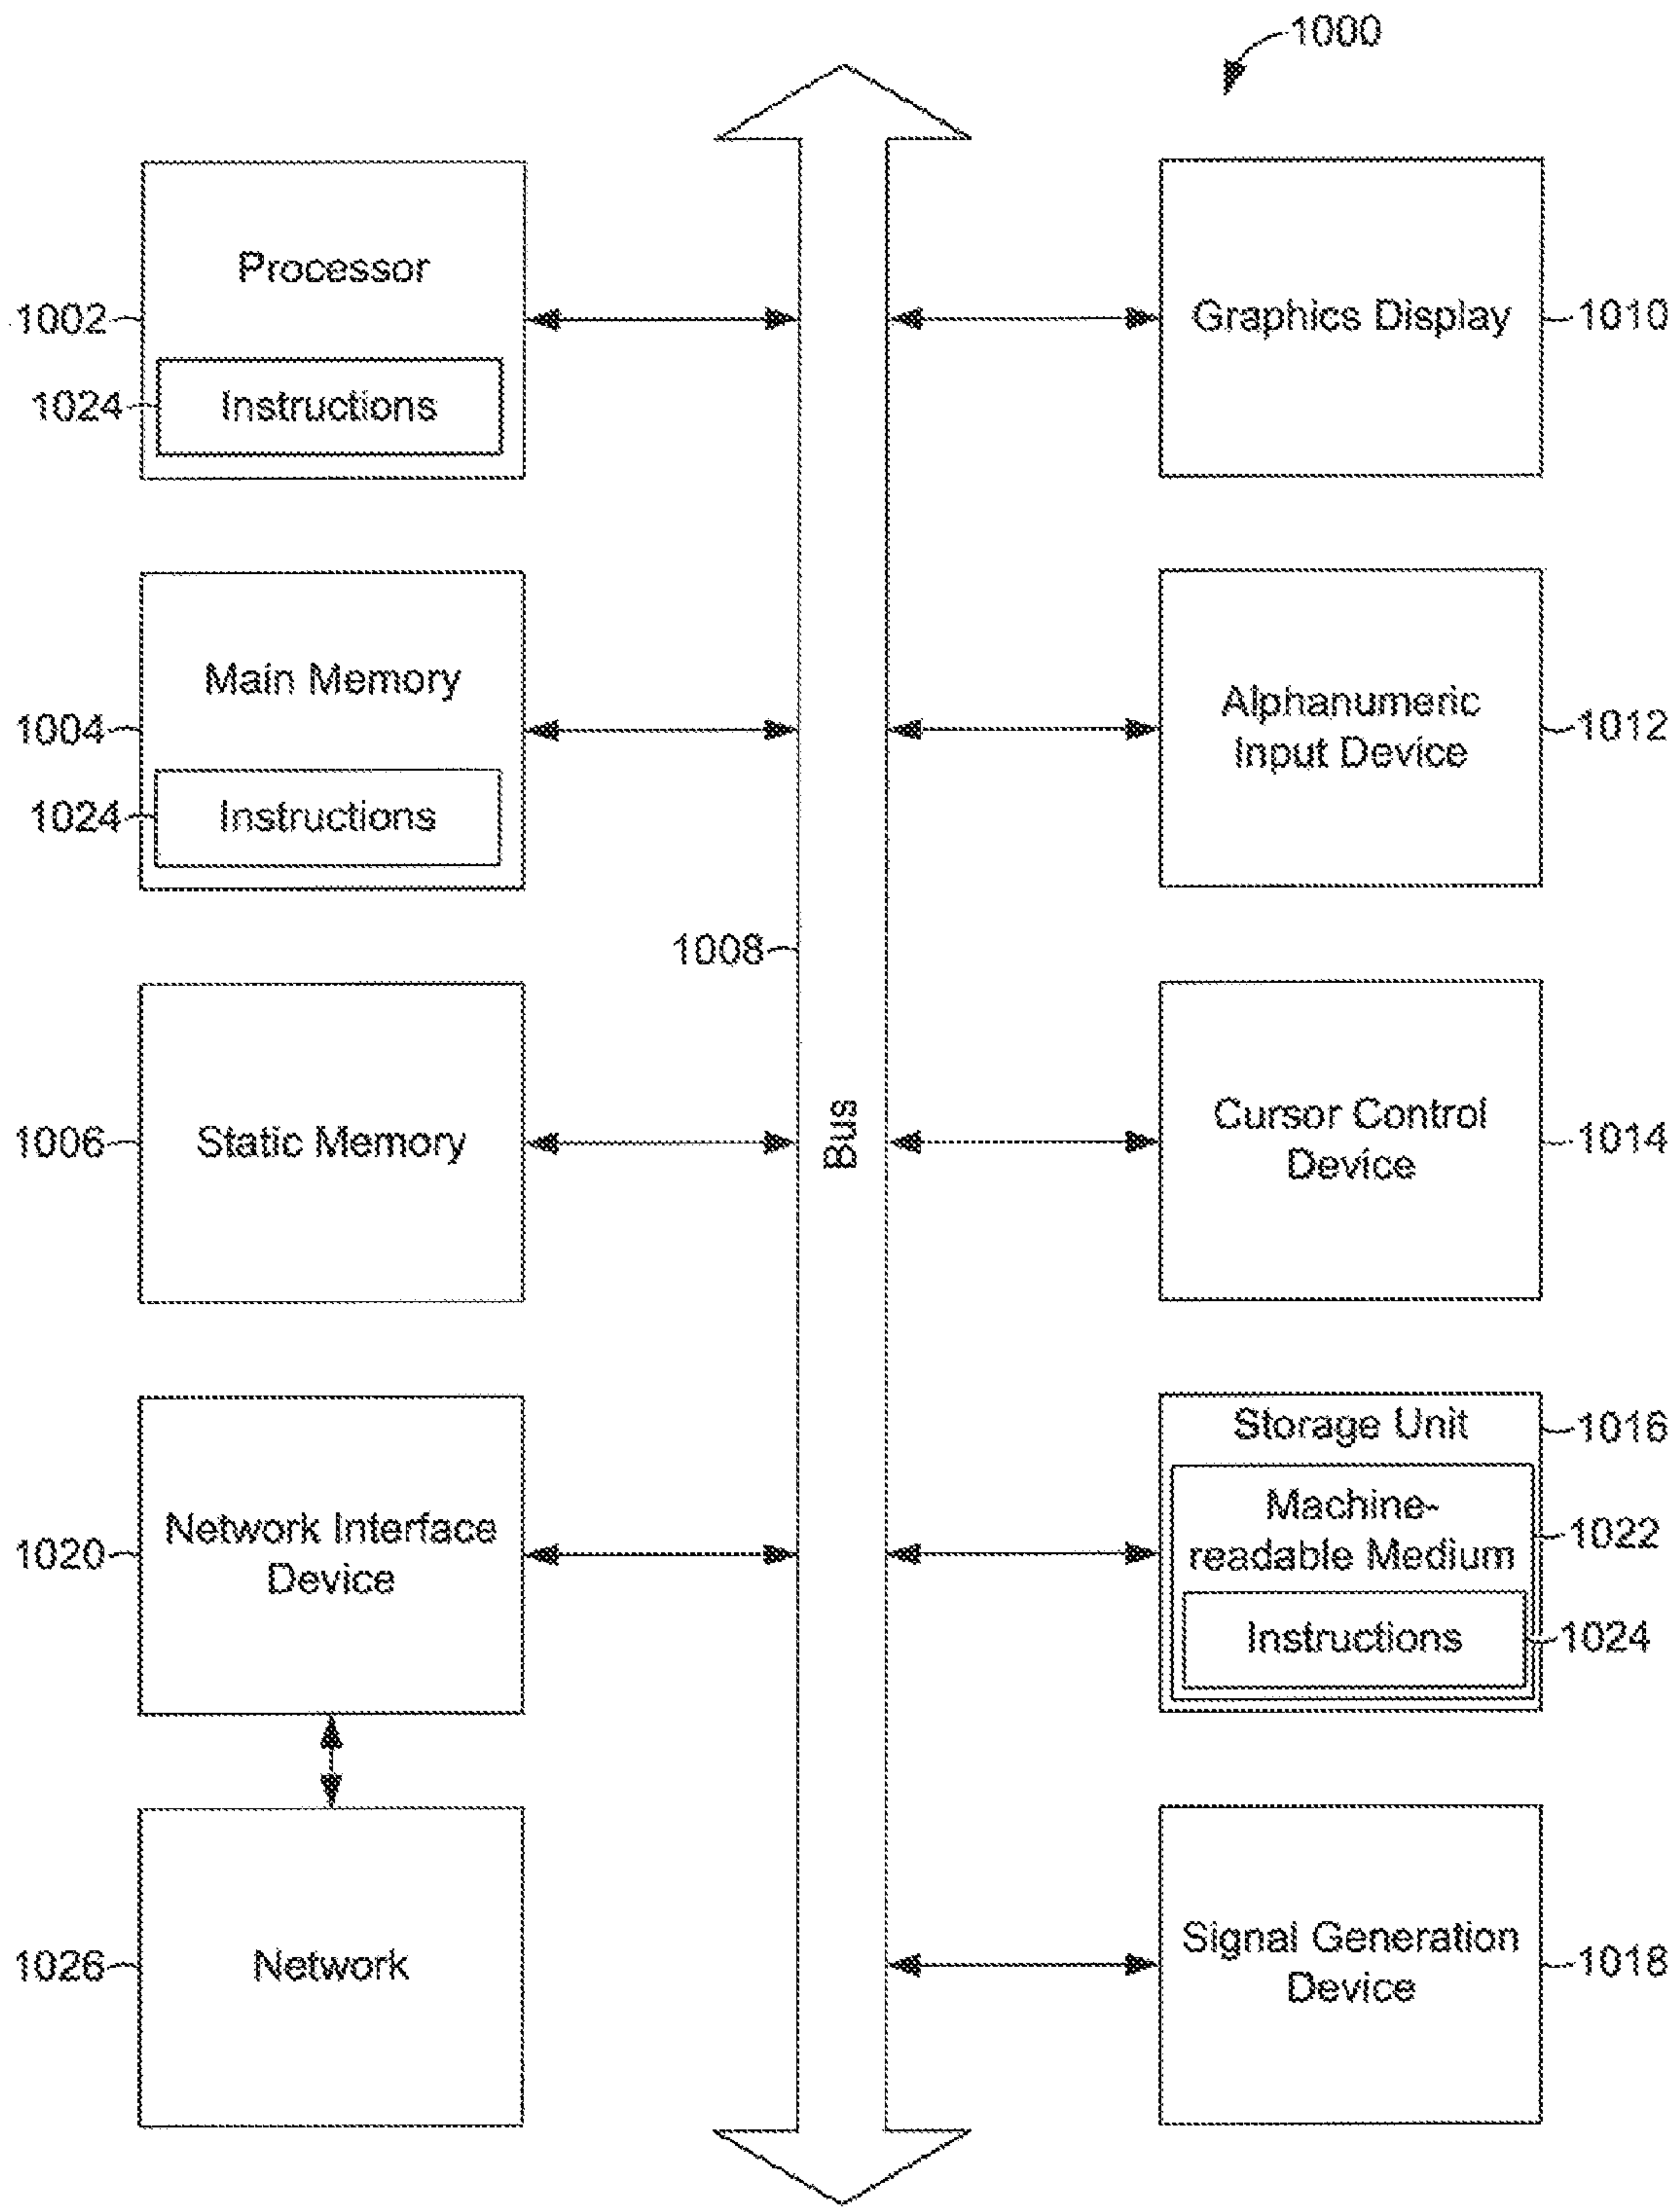 1000
Processor
1002
1024
Instructions
Graphics Display
1010
Main Memory
1004
1024
Instructions
Alphanumeric
Input Device
1012
1008
Bus
Static Memory
1006
Cursor Control
Device
1014
Network Interface
Device
1020
Storage Unit
1016
Machine-
readable Medium
1022
Instructions
1024
Network
1026
Signal Generation
Device
1018